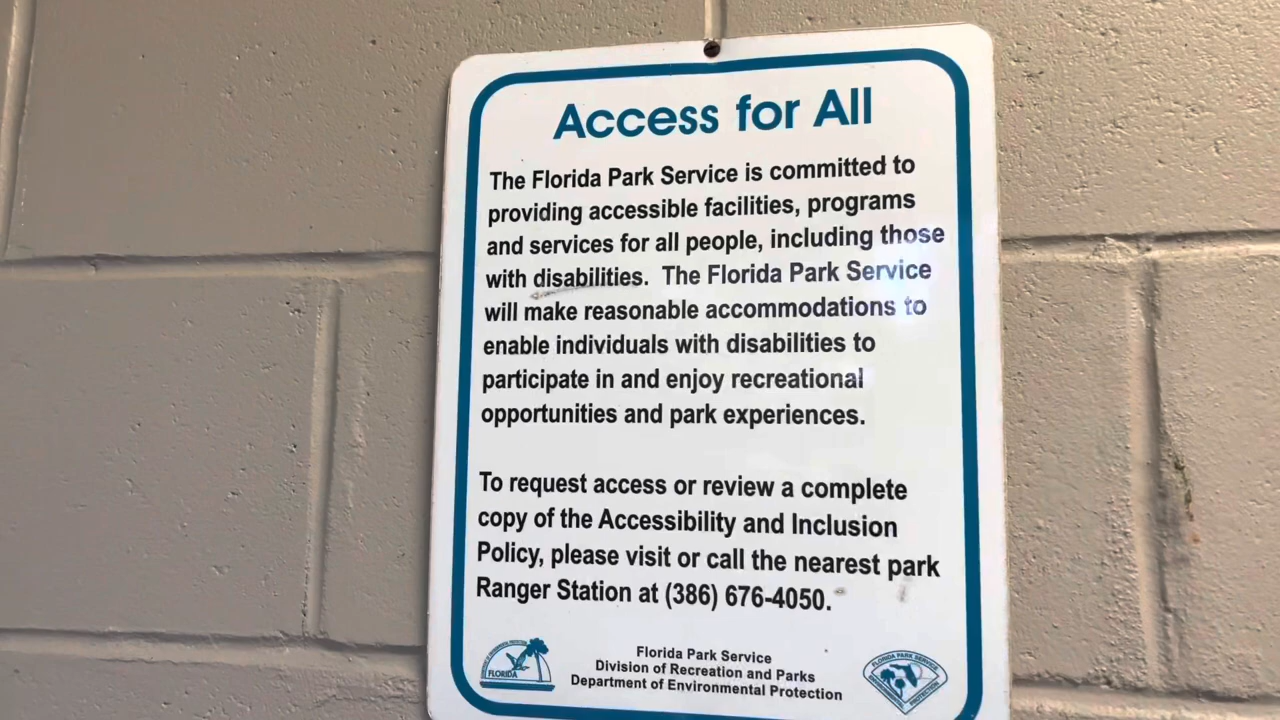 Access for All
The Florida Park Service is committed to
providing accessible facilities, programs
and services for all people, including those
with disabilities. The Florida Park Service
will make reasonable accommodations to
enable individuals with disabilities to
participate in and enjoy recreational
opportunities and park experiences.
To request access or review a complete
copy of the Accessibility and Inclusion
Policy, please visit or call the nearest park
Ranger Station at (386) 676-4050.
FLORIDA
Florida Park Service
Division of Recreation and Parks
Department of Environmental Protection
FLORIDA PARK SERVICE